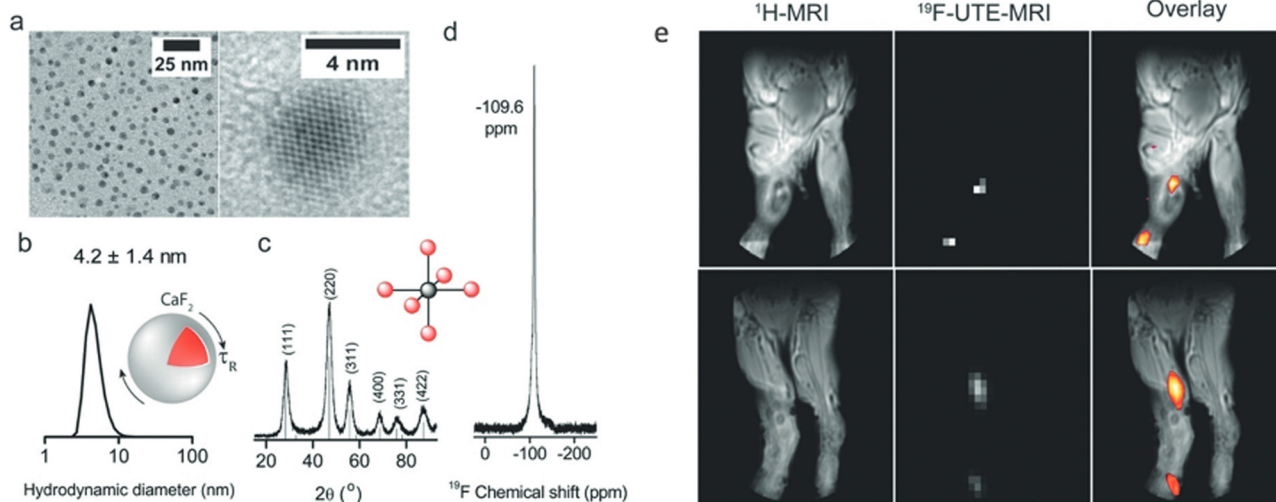 a
25 nm
4 nm
b
4.2 ± 1.4 nm
CaF₂
τR
1 10 100
Hydrodynamic diameter (nm)
c
(111)
(220)
(311)
(400)
(331)
(422)
20 40 60 80
2θ (°)
d
-109.6
ppm
0 -100 -200
¹⁹F Chemical shift (ppm)
e
¹H-MRI ¹⁹F-UTE-MRI Overlay